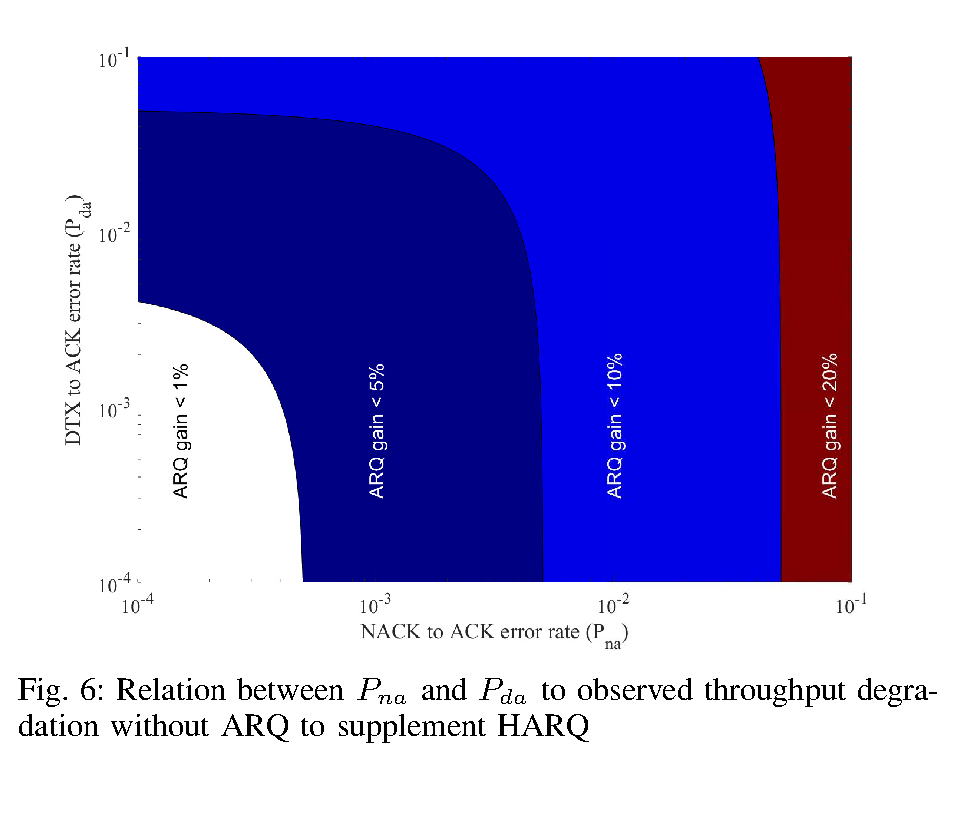 10^-1
10^-2
10^-3
10^-4
DTX to ACK error rate (P_da)
ARQ gain < 1%
ARQ gain < 5%
ARQ gain < 10%
ARQ gain < 20%
10^-4 10^-3 10^-2 10^-1
NACK to ACK error rate (P_na)
Fig. 6: Relation between P_na and P_da to observed throughput degra-
dation without ARQ to supplement HARQ